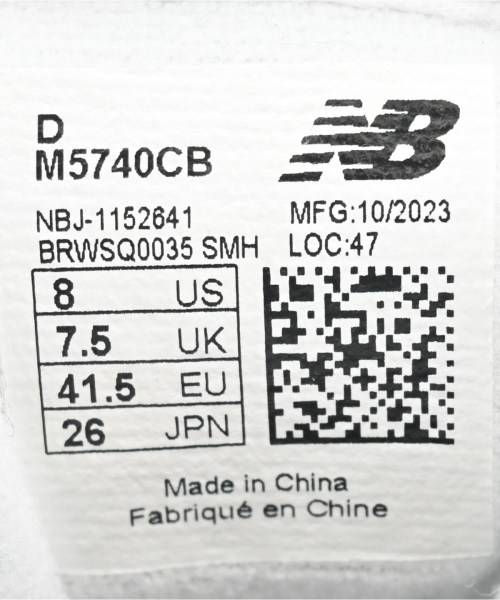 D
M5740CB
NB
NBJ-1152641
BRWSQ0035 SMH
MFG:10/2023
LOC:47
8 US
7.5 UK
41.5 EU
26 JPN
Made in China
Fabriqué en Chine